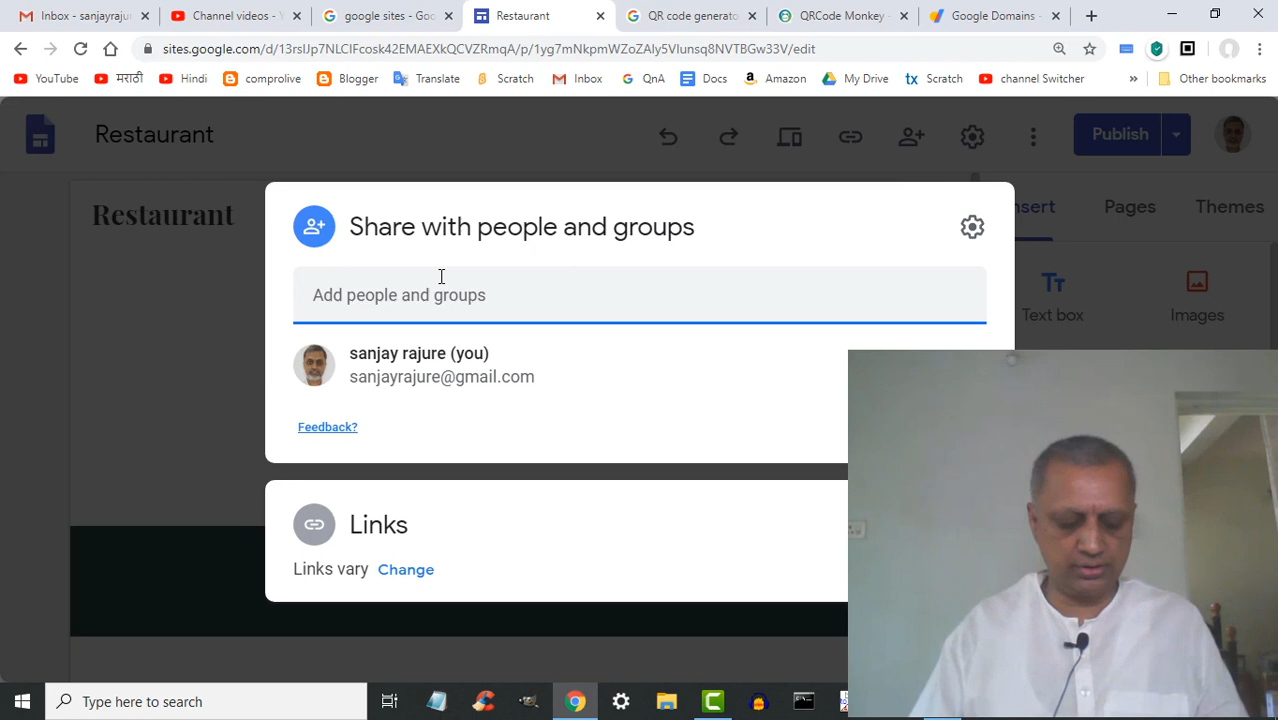 Inbox - sanjayraju
Channel videos - Y
google sites - Goo
Restaurant
QR code generato
QRCode Monkey -
Google Domains -
sites.google.com/d/13rsIJp7NLCIFcosk42EMAEXkQCVZRmqA/p/1yg7mNkpmWZoZAly5Vlunsq8NVTBGw33V/edit
YouTube
मराठी
Hindi
comprolive
Blogger
Translate
Scratch
Inbox
QnA
Docs
Amazon
My Drive
tx Scratch
channel Switcher
»
Other bookmarks
Restaurant
Publish
Restaurant
Share with people and groups
Insert
Pages
Themes
Add people and groups
Text box
Images
sanjay rajure (you)
sanjayrajure@gmail.com
Feedback?
Links
Links vary Change
Type here to search